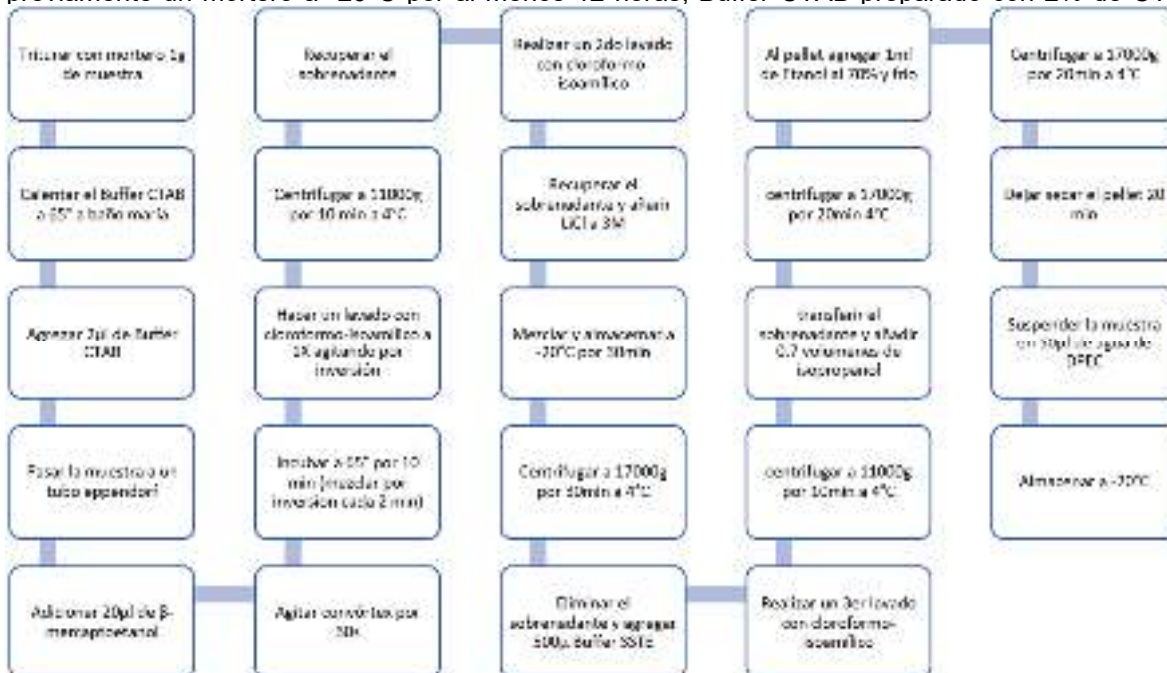 previamente un mortero a -20°C por al menos 12 horas, Buffer CTAB preparado con 2% de
Triturar con mortero 1g
de muestra
Calentar el Buffer CTAB
a 65° a baño maría
Agregar 2µl de Buffer
CTAB
Pasar la muestra a un
tubo eppendorf
Adicionar 20µl de β-
mercaptoetanol
Agitar con vórtex por
30s
Incubar a 65° por 10
min (mezclar por
inversion cada 2 min)
Hacer un lavado con
cloroformo-isoamílico a
1X agitando por
inversión
Centrifugar a 11000g
por 10 min a 4°C
Recuperar el
sobrenadante
Realizar un 2do lavado
con cloroformo
isoamílico
Recuperar el
sobrenadante y añadir
LiCl a 3M
Mezclar y almacenar a
-20°C por 30min
Centrifugar a 17000g
por 30min a 4°C
Eliminar el
sobrenadante y agregar
500µ Buffer SSTE
Realizar un 3er lavado
con cloroformo-
isoamílico
centrifugar a 11000g
por 10min a 4°C
transferir el
sobrenadante y añadir
0.7 volumenes de
isopropanol
centrifugar a 17000g
por 20min 4°C
Al pellet agregar 1ml
de Etanol al 70% y frio
Centrifugar a 17000g
por 20min a 4°C
Dejar secar el pellet 20
min
Suspender la muestra
en 50µl de agua de
DPEC
Almacenar a -20°C